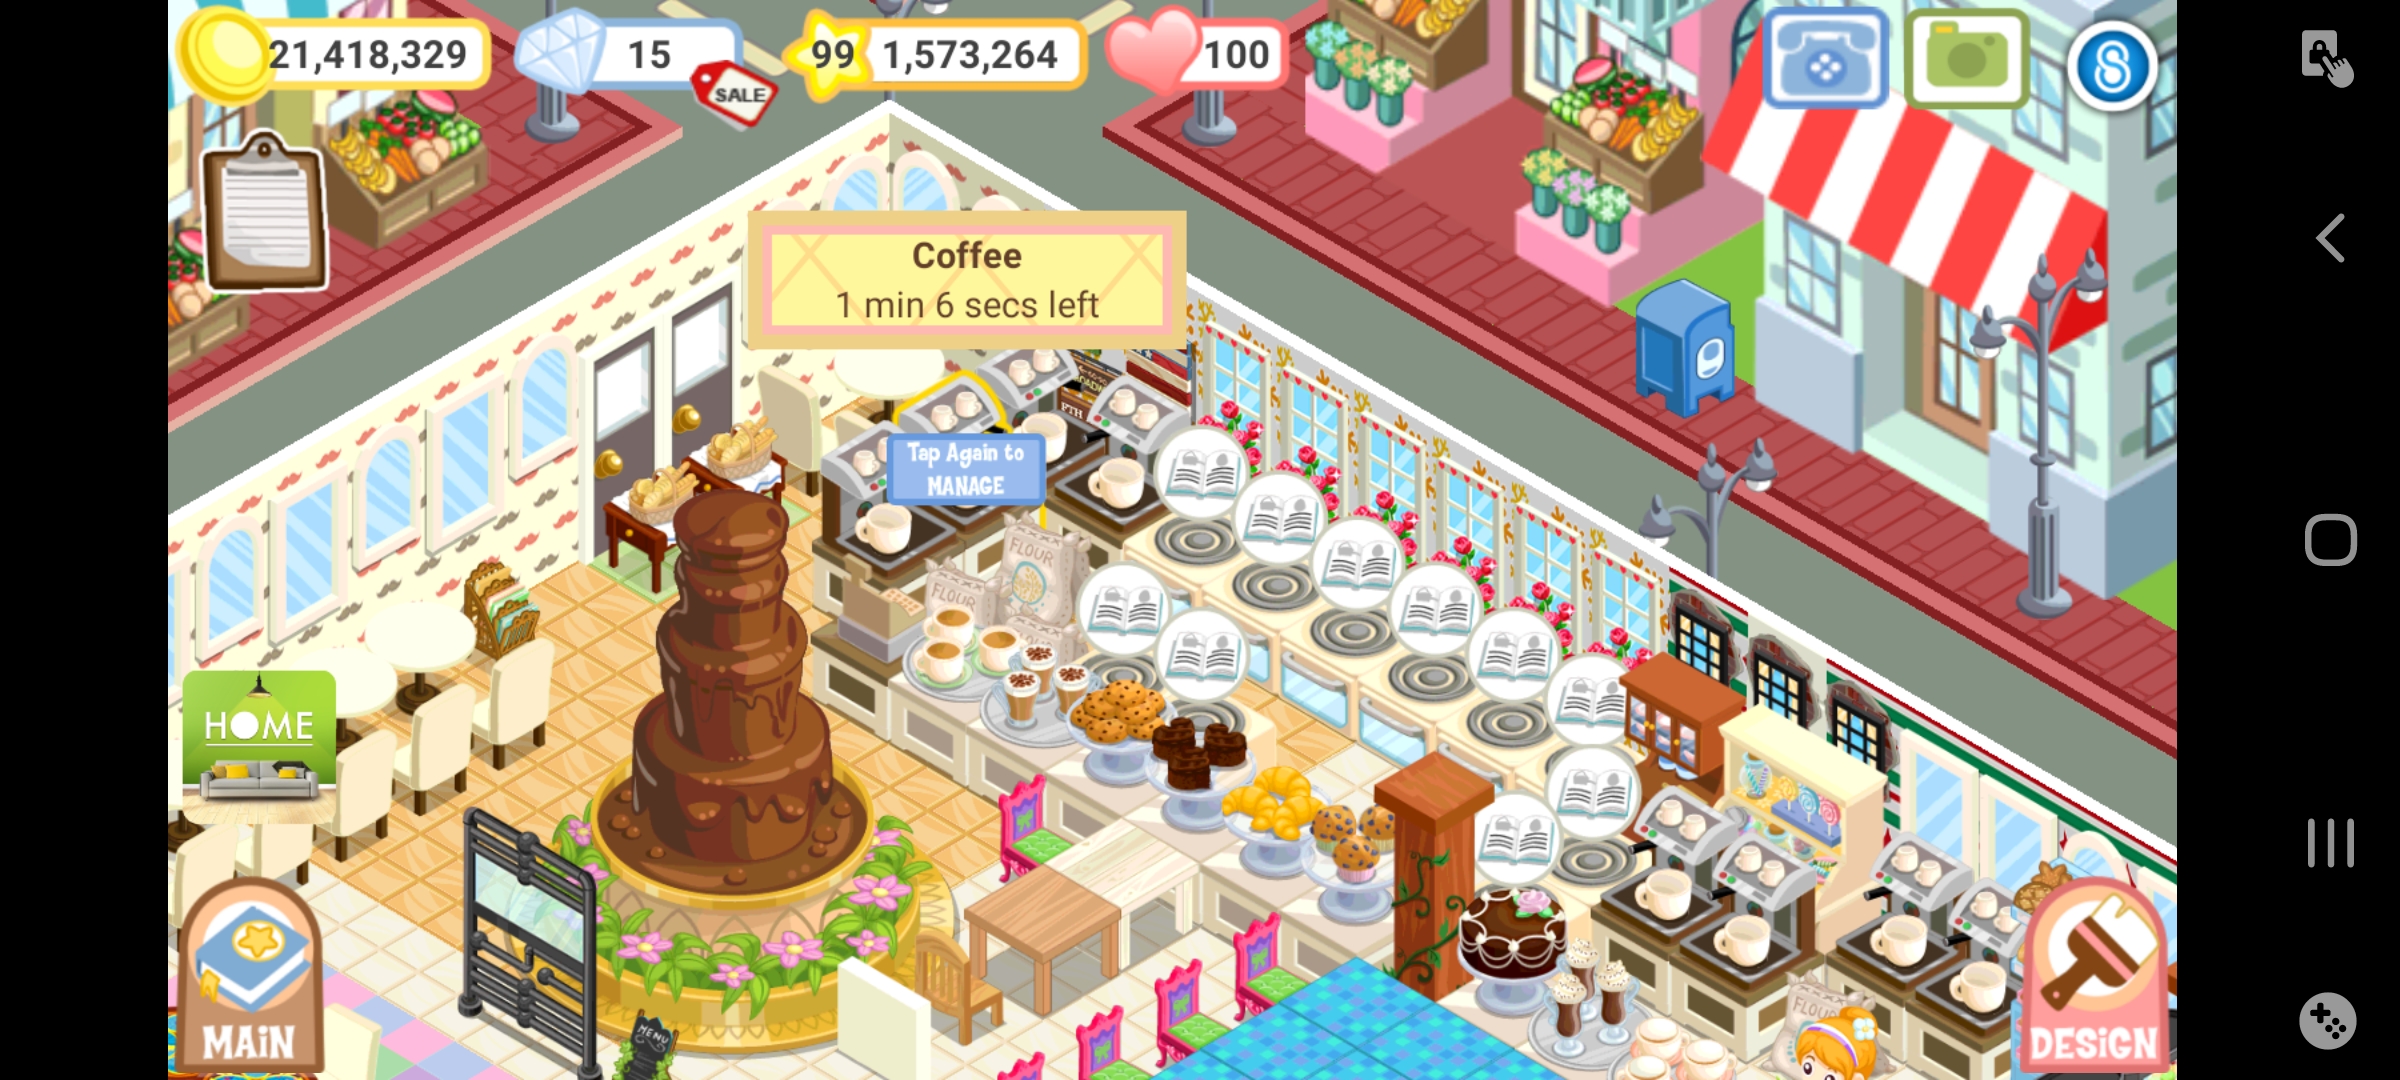 21,418,329
15
SALE
99
1,573,264
100
Coffee
1 min 6 secs left
Tap Again to
MANAGE
FLOUR
FLOUR
HOME
MENU
FLOUR
MAIN
DESIGN